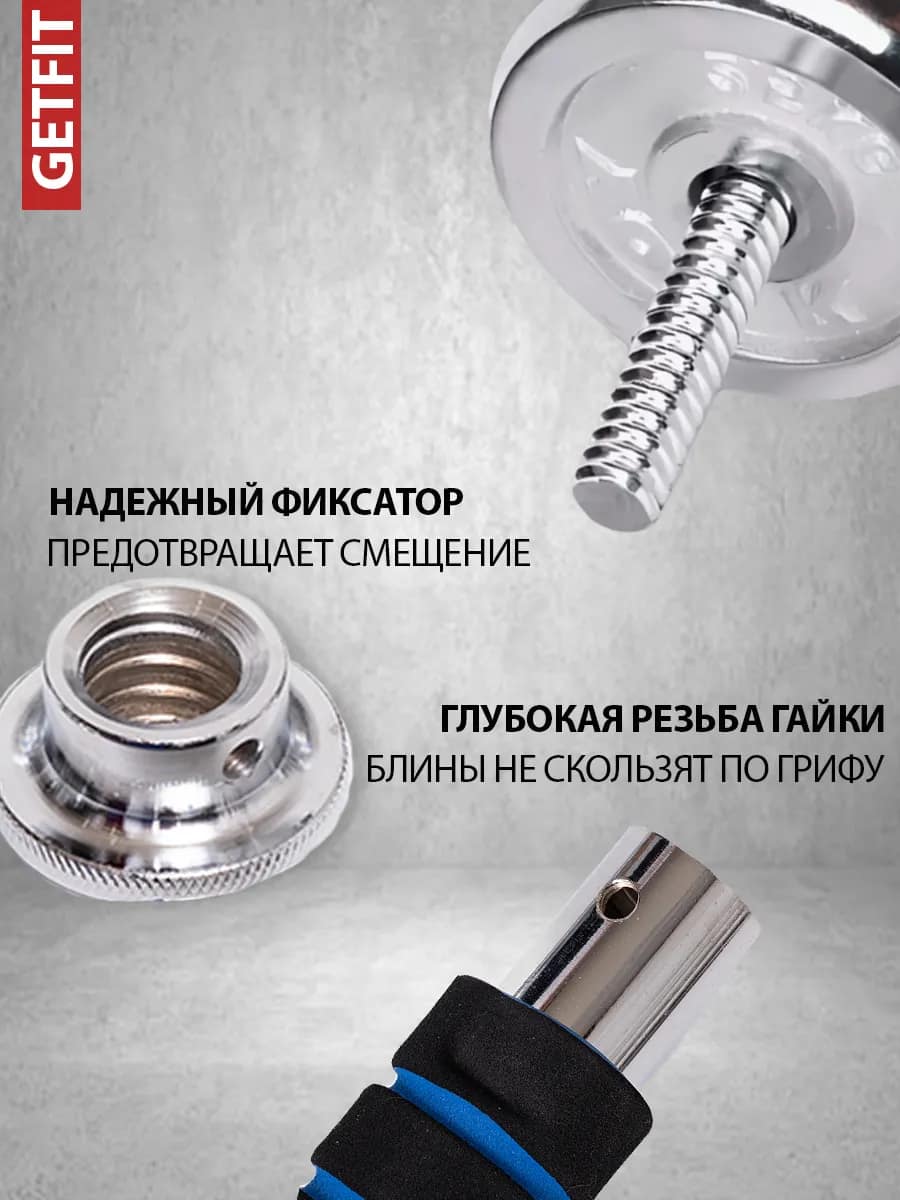 GETFIT
НАДЕЖНЫЙ ФИКСАТОР
ПРЕДОТВРАЩАЕТ СМЕЩЕНИЕ
ГЛУБОКАЯ РЕЗЬБА ГАЙКИ
БЛИНЫ НЕ СКОЛЬЗЯТ ПО ГРИФУ